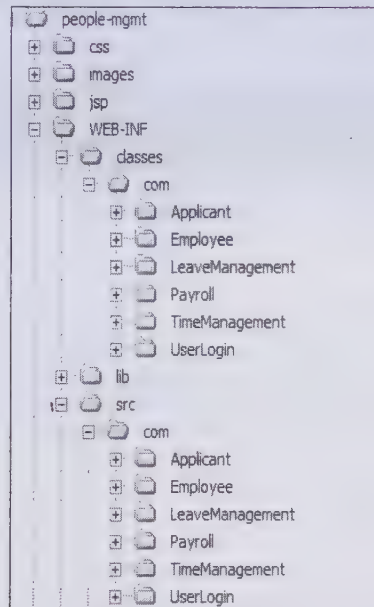 people-mgmt
css
images
jsp
WEB-INF
classes
com
Applicant
Employee
LeaveManagement
Payroll
TimeManagement
UserLogin
lib
src
com
Applicant
Employee
LeaveManagement
Payroll
TimeManagement
UserLogin